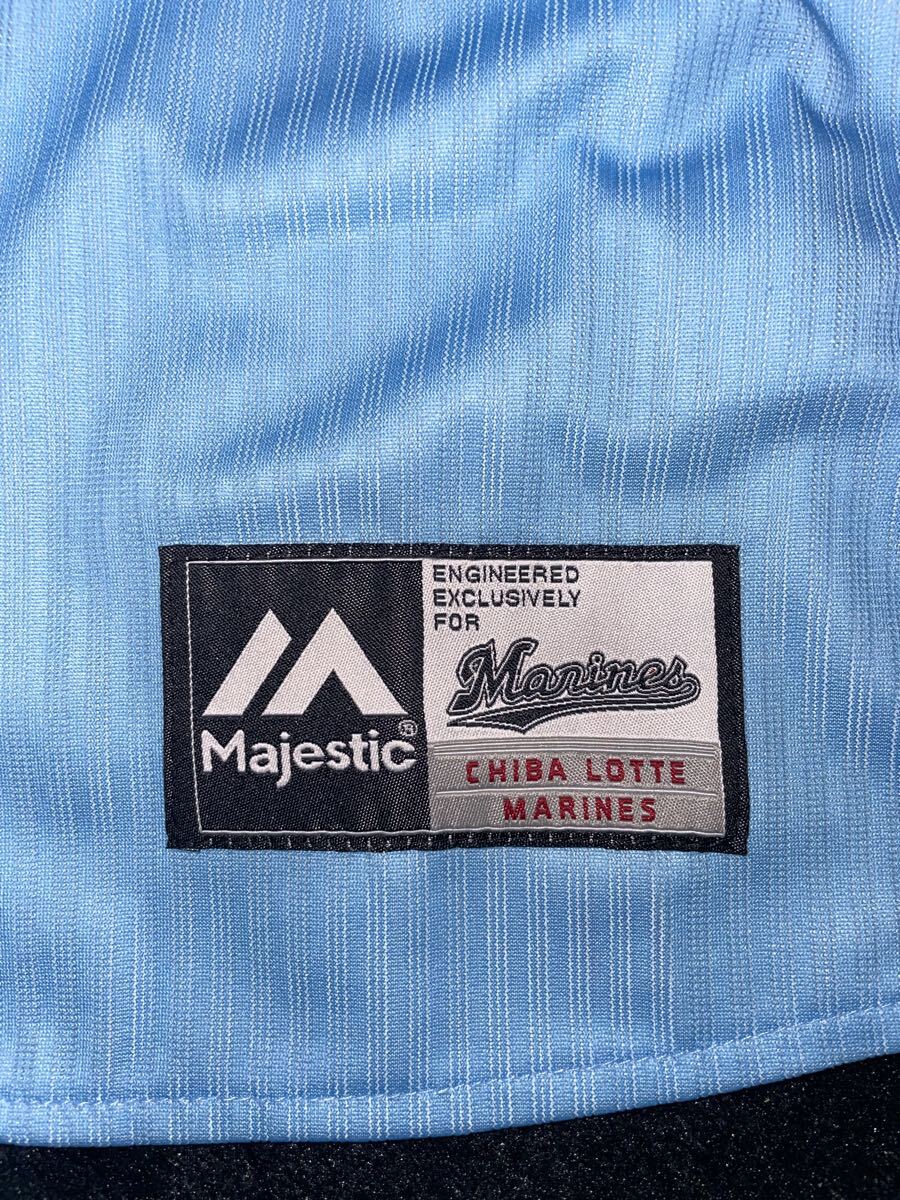 Majestic®
ENGINEERED
EXCLUSIVELY
FOR
Marines
CHIBA LOTTE
MARINES